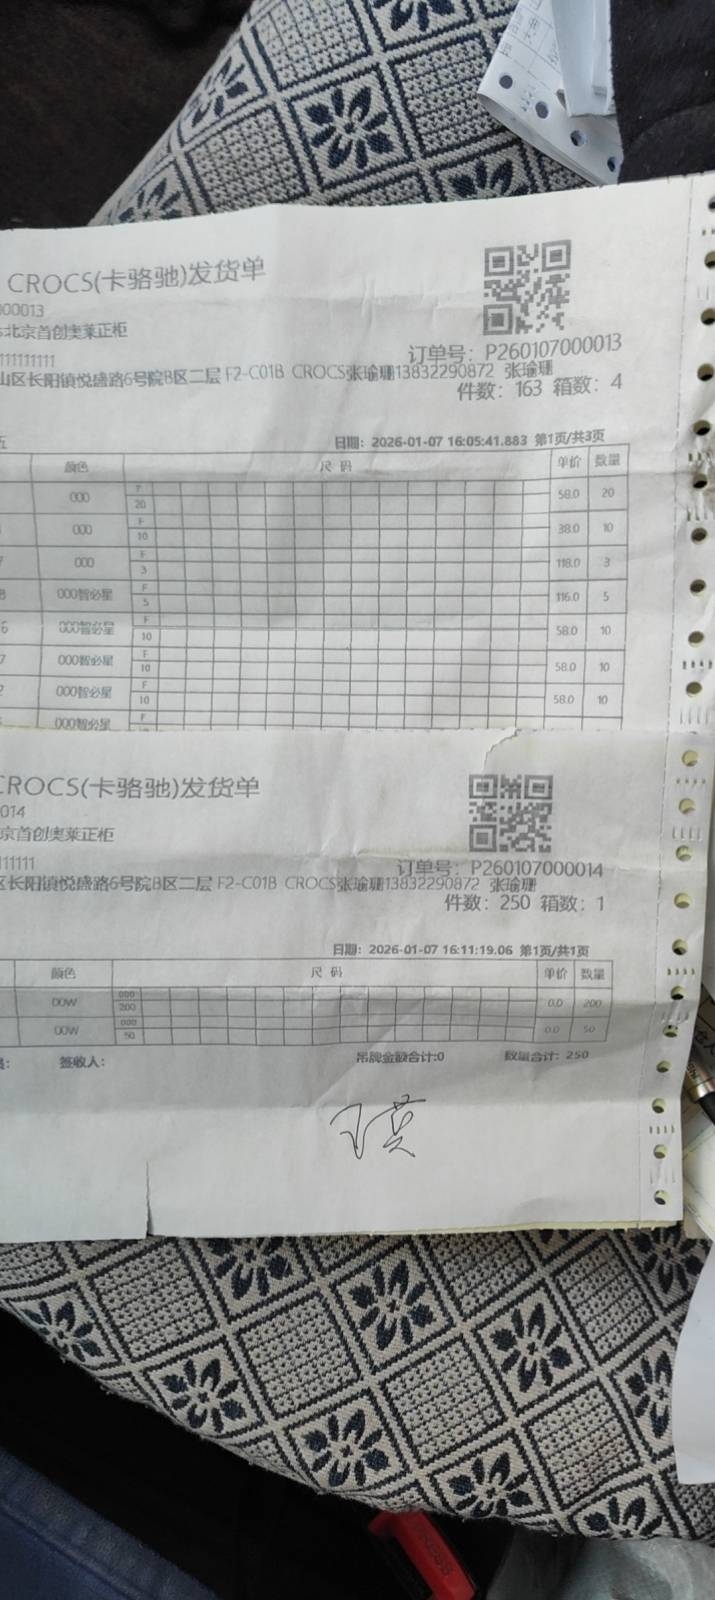 CROCS(卡骆驰)发货单
000013
北京首创奥莱正柜
订单号: P260107000013
111111111
山区长阳镇悦盛路6号院B区二层 F2-C01B CROCS张瑜珊13832290872 张瑜珊
件数: 163 箱数: 4
日期: 2026-01-07 16:05:41.883 第1页/共3页
颜色 尺 码 单价 数量
000 F 58.0 20
20
000 F 38.0 10
10
000 F 118.0 3
3
000智必星 F 116.0 5
5
000智必星 F 58.0 10
10
000智必星 F 58.0 10
10
000智必星 F 58.0 10
10
000智必星 F
CROCS(卡骆驰)发货单
014
京首创奥莱正柜
订单号: P260107000014
111111
区长阳镇悦盛路6号院B区二层 F2-C01B CROCS张瑜珊13832290872 张瑜珊
件数: 250 箱数: 1
日期: 2026-01-07 16:11:19.06 第1页/共1页
颜色 尺 码 单价 数量
00W 000 0.0 200
200
00W 000 0.0 50
50
签收人: 吊牌金额合计:0 数量合计: 250